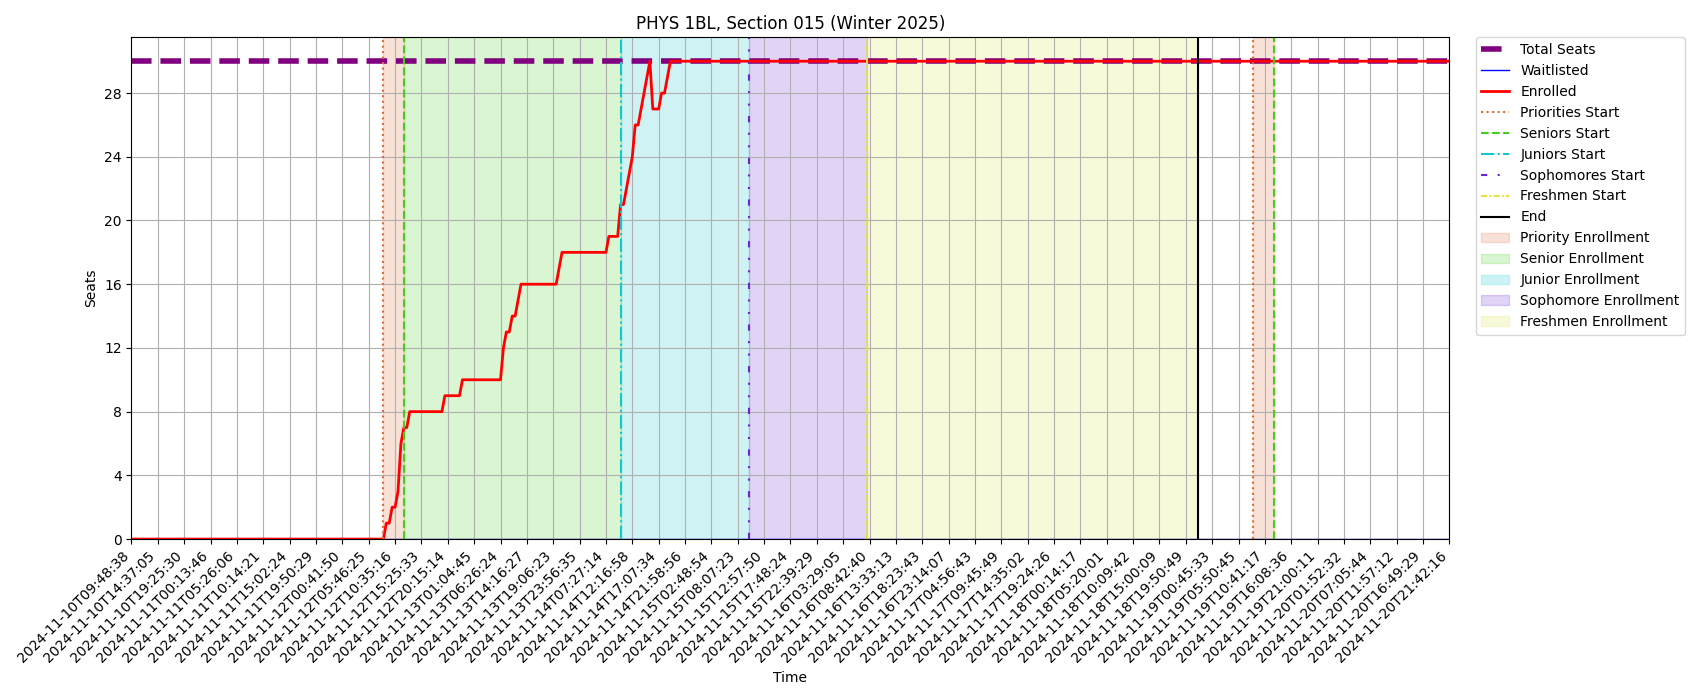 PHYS 1BL, Section 015 (Winter 2025)
Seats
28
24
20
16
12
8
4
0
2024-11-10T09:48:38
2024-11-10T14:37:05
2024-11-10T19:25:30
2024-11-11T00:13:46
2024-11-11T05:26:06
2024-11-11T10:14:21
2024-11-11T15:02:24
2024-11-11T19:50:29
2024-11-12T00:41:50
2024-11-12T05:46:25
2024-11-12T10:35:16
2024-11-12T15:25:33
2024-11-12T20:15:14
2024-11-13T01:04:45
2024-11-13T06:26:24
2024-11-13T14:16:27
2024-11-13T19:06:23
2024-11-13T23:56:35
2024-11-14T07:27:14
2024-11-14T12:16:58
2024-11-14T17:07:34
2024-11-14T21:58:56
2024-11-15T02:48:54
2024-11-15T08:07:23
2024-11-15T12:57:50
2024-11-15T17:48:24
2024-11-15T22:39:29
2024-11-16T03:29:05
2024-11-16T08:42:40
2024-11-16T13:33:13
2024-11-16T18:23:43
2024-11-16T23:14:07
2024-11-17T04:56:43
2024-11-17T09:45:49
2024-11-17T14:35:02
2024-11-17T19:24:26
2024-11-18T00:14:17
2024-11-18T05:20:01
2024-11-18T10:09:42
2024-11-18T15:00:09
2024-11-18T19:50:49
2024-11-19T00:45:33
2024-11-19T05:50:45
2024-11-19T10:41:17
2024-11-19T16:08:36
2024-11-19T21:00:11
2024-11-20T01:52:32
2024-11-20T07:05:44
2024-11-20T11:57:12
2024-11-20T16:49:29
2024-11-20T21:42:16
Time
Total Seats
Waitlisted
Enrolled
Priorities Start
Seniors Start
Juniors Start
Sophomores Start
Freshmen Start
End
Priority Enrollment
Senior Enrollment
Junior Enrollment
Sophomore Enrollment
Freshmen Enrollment